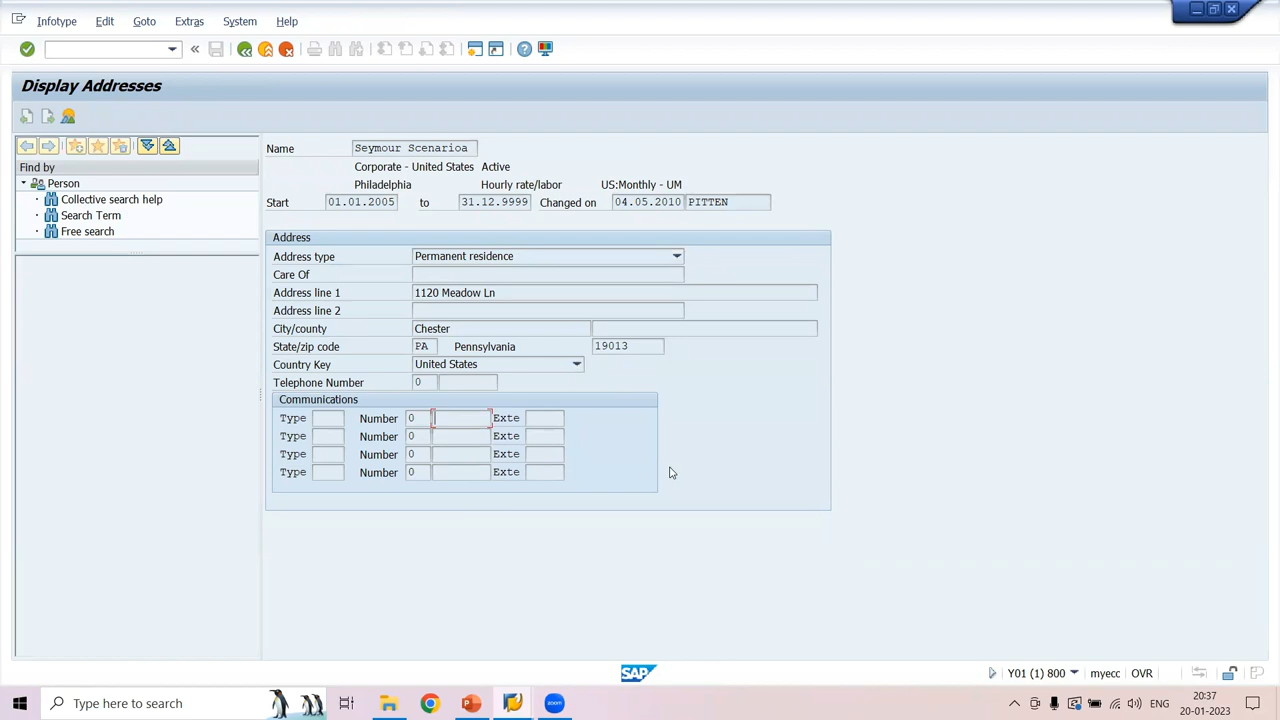 Infotype Edit Goto Extras System Help
Display Addresses
Find by
Person
Collective search help
Search Term
Free search
Name Seymour Scenarioa
Corporate - United States Active
Philadelphia Hourly rate/labor US:Monthly - UM
Start 01.01.2005 to 31.12.9999 Changed on 04.05.2010 PITTEN
Address
Address type Permanent residence
Care Of
Address line 1 1120 Meadow Ln
Address line 2
City/county Chester
State/zip code PA Pennsylvania 19013
Country Key United States
Telephone Number 0
Communications
Type Number 0 Exte
Type Number 0 Exte
Type Number 0 Exte
Type Number 0 Exte
SAP Y01 (1) 800 myecc OVR
Type here to search zoom ENG 20:37
20-01-2023